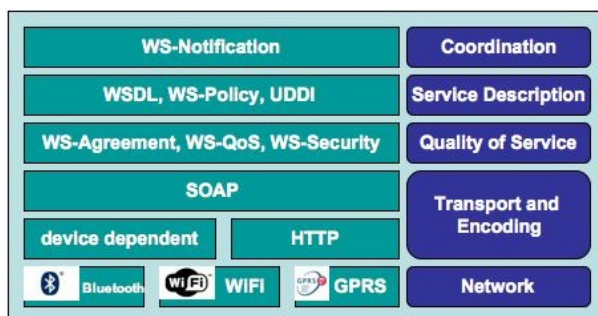 WS-Notification
Coordination
WSDL, WS-Policy, UDDI
Service Description
WS-Agreement, WS-QoS, WS-Security
Quality of Service
SOAP
Transport and
Encoding
device dependent
HTTP
Bluetooth
WiFi
WiFi
GPRS
GPRS
Network